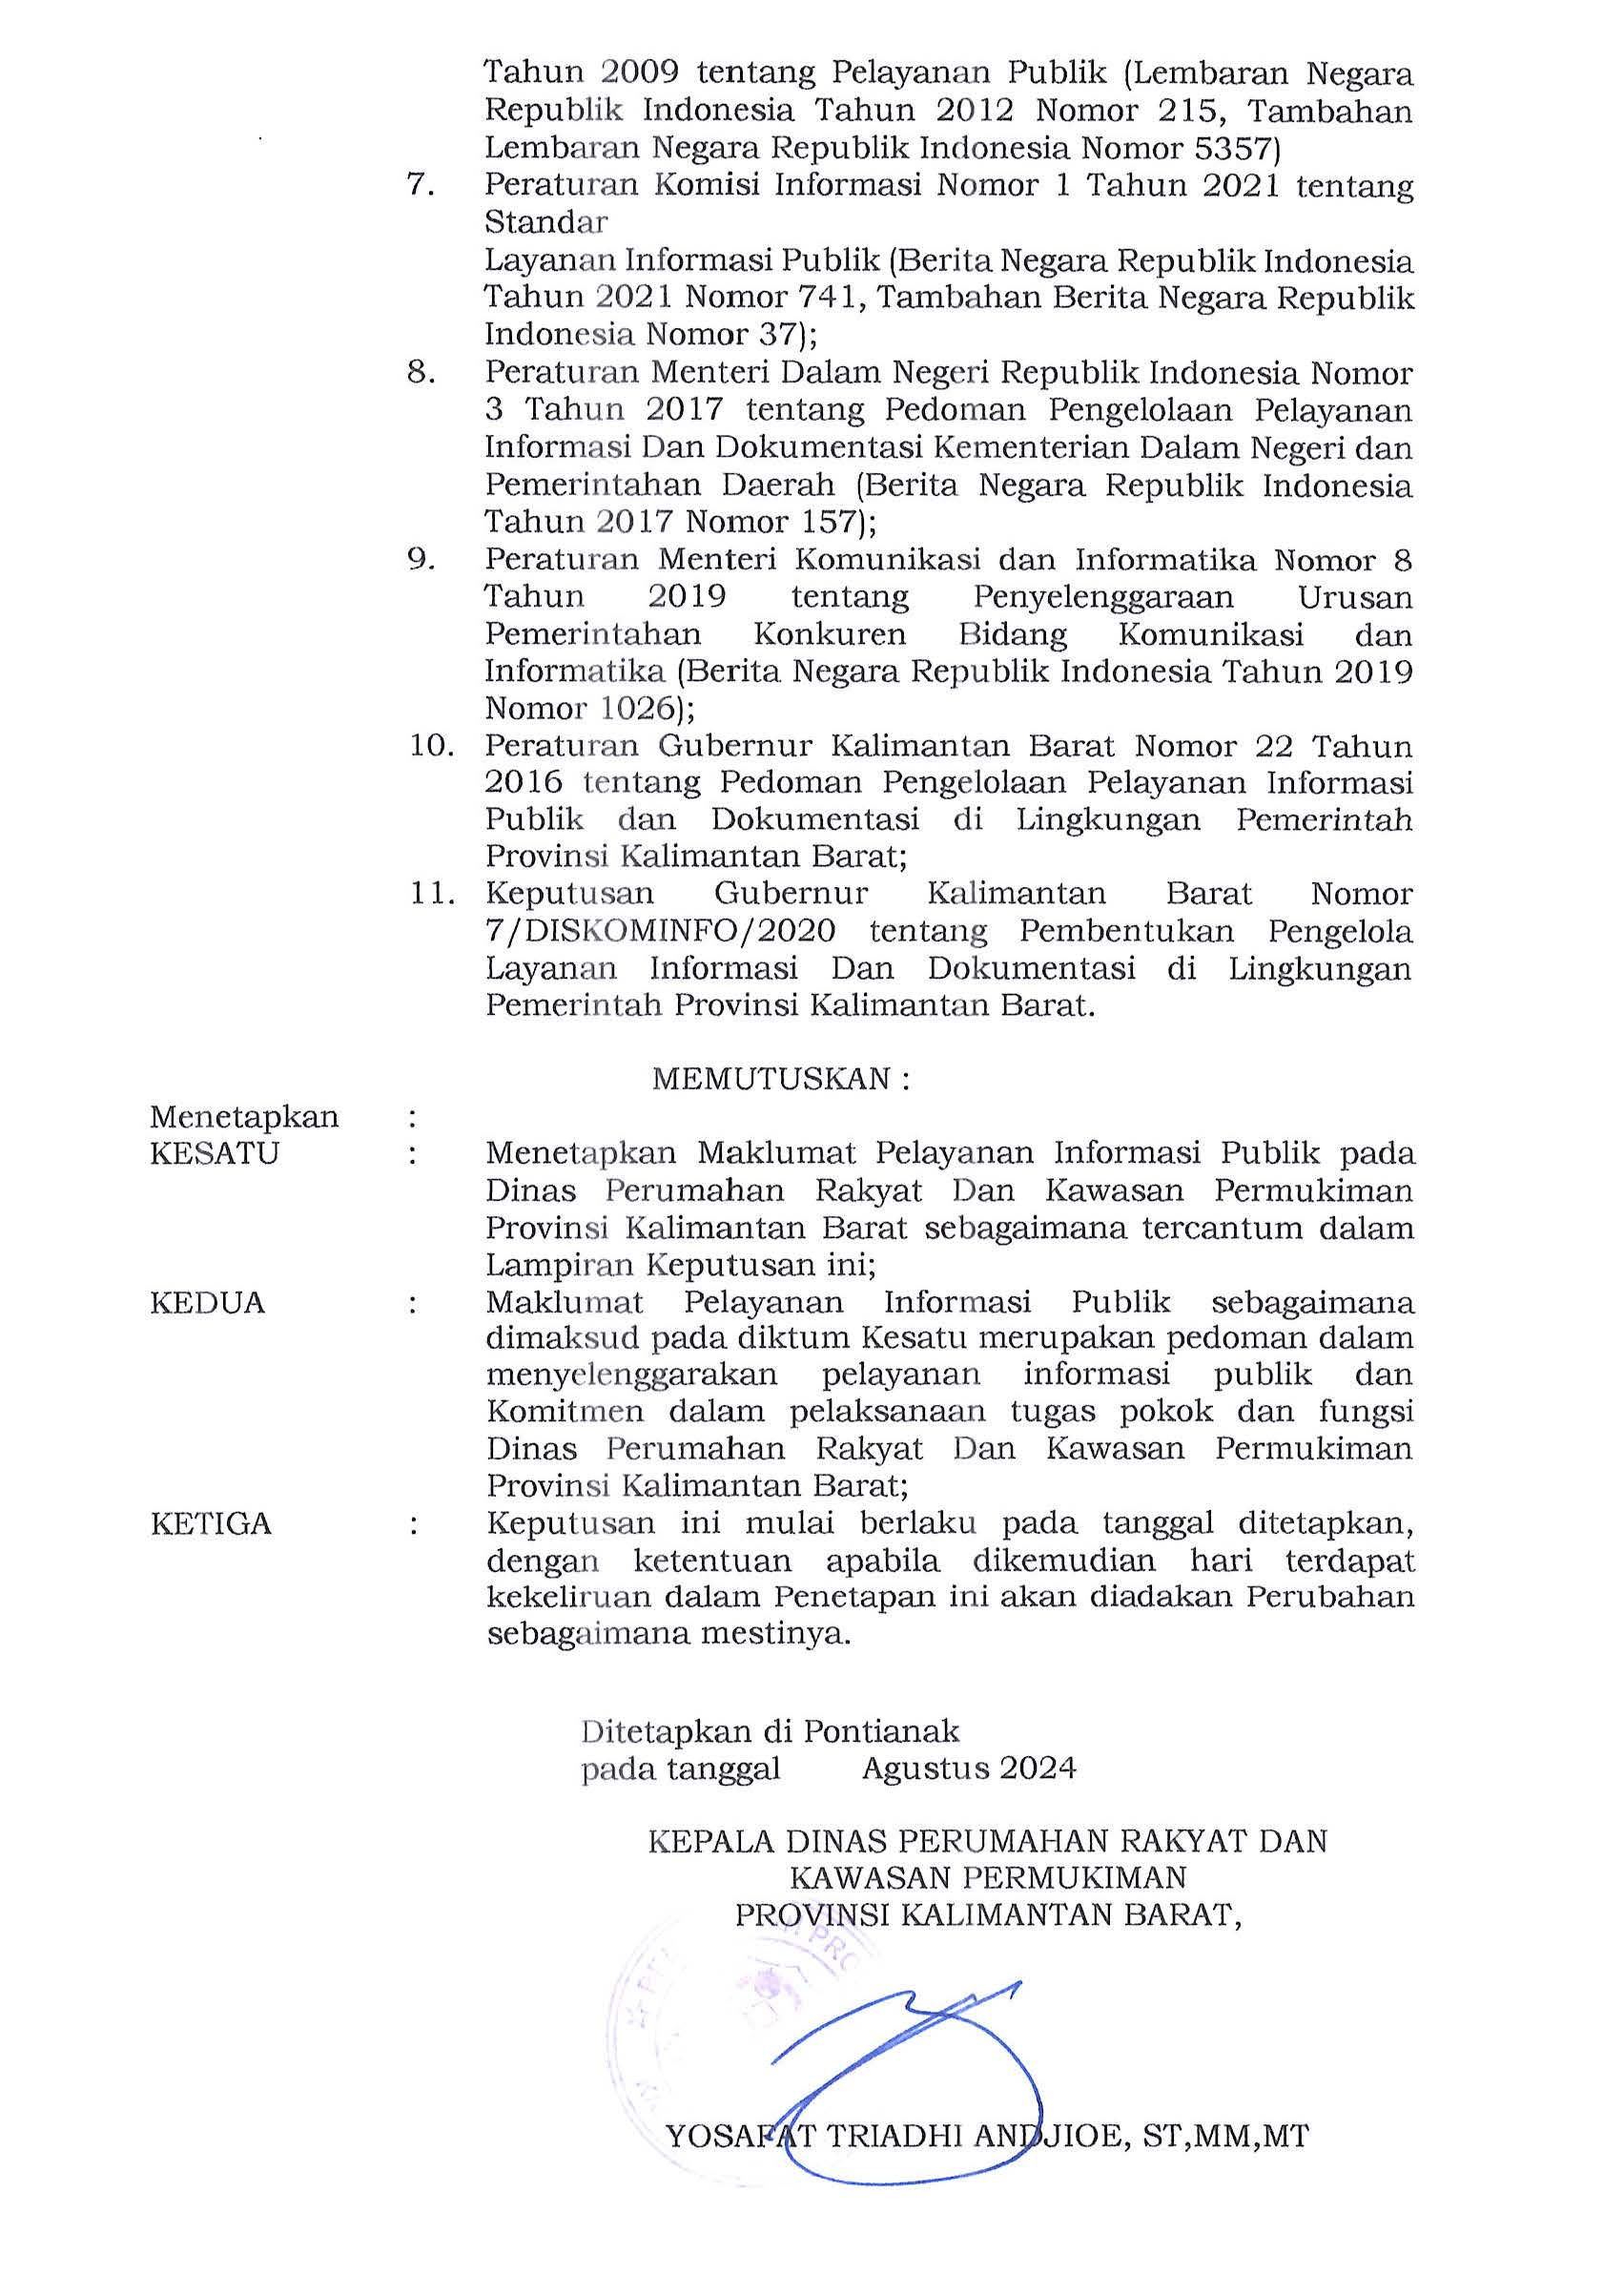 Tahun 2009 tentang Pelayanan Publik (Lembaran Negara
Republik Indonesia Tahun 2012 Nomor 215, Tambahan
Lembaran Negara Republik Indonesia Nomor 5357)
7. Peraturan Komisi Informasi Nomor 1 Tahun 2021 tentang
Standar
Layanan Informasi Publik (Berita Negara Republik Indonesia
Tahun 2021 Nomor 741, Tambahan Berita Negara Republik
Indonesia Nomor 37);
8. Peraturan Menteri Dalam Negeri Republik Indonesia Nomor
3 Tahun 2017 tentang Pedoman Pengelolaan Pelayanan
Informasi Dan Dokumentasi Kementerian Dalam Negeri dan
Pemerintahan Daerah (Berita Negara Republik Indonesia
Tahun 2017 Nomor 157);
9. Peraturan Menteri Komunikasi dan Informatika Nomor 8
Tahun 2019 tentang Penyelenggaraan Urusan
Pemerintahan Konkuren Bidang Komunikasi dan
Informatika (Berita Negara Republik Indonesia Tahun 2019
Nomor 1026);
10. Peraturan Gubernur Kalimantan Barat Nomor 22 Tahun
2016 tentang Pedoman Pengelolaan Pelayanan Informasi
Publik dan Dokumentasi di Lingkungan Pemerintah
Provinsi Kalimantan Barat;
11. Keputusan Gubernur Kalimantan Barat Nomor
7/DISKOMINFO/2020 tentang Pembentukan Pengelola
Layanan Informasi Dan Dokumentasi di Lingkungan
Pemerintah Provinsi Kalimantan Barat.
MEMUTUSKAN :
Menetapkan :
KESATU : Menetapkan Maklumat Pelayanan Informasi Publik pada
Dinas Perumahan Rakyat Dan Kawasan Permukiman
Provinsi Kalimantan Barat sebagaimana tercantum dalam
Lampiran Keputusan ini;
KEDUA : Maklumat Pelayanan Informasi Publik sebagaimana
dimaksud pada diktum Kesatu merupakan pedoman dalam
menyelenggarakan pelayanan informasi publik dan
Komitmen dalam pelaksanaan tugas pokok dan fungsi
Dinas Perumahan Rakyat Dan Kawasan Permukiman
Provinsi Kalimantan Barat;
KETIGA : Keputusan ini mulai berlaku pada tanggal ditetapkan,
dengan ketentuan apabila dikemudian hari terdapat
kekeliruan dalam Penetapan ini akan diadakan Perubahan
sebagaimana mestinya.
Ditetapkan di Pontianak
pada tanggal Agustus 2024
KEPALA DINAS PERUMAHAN RAKYAT DAN
KAWASAN PERMUKIMAN
PROVINSI KALIMANTAN BARAT,
YOSAFAT TRIADHI ANDJIOE, ST,MM,MT